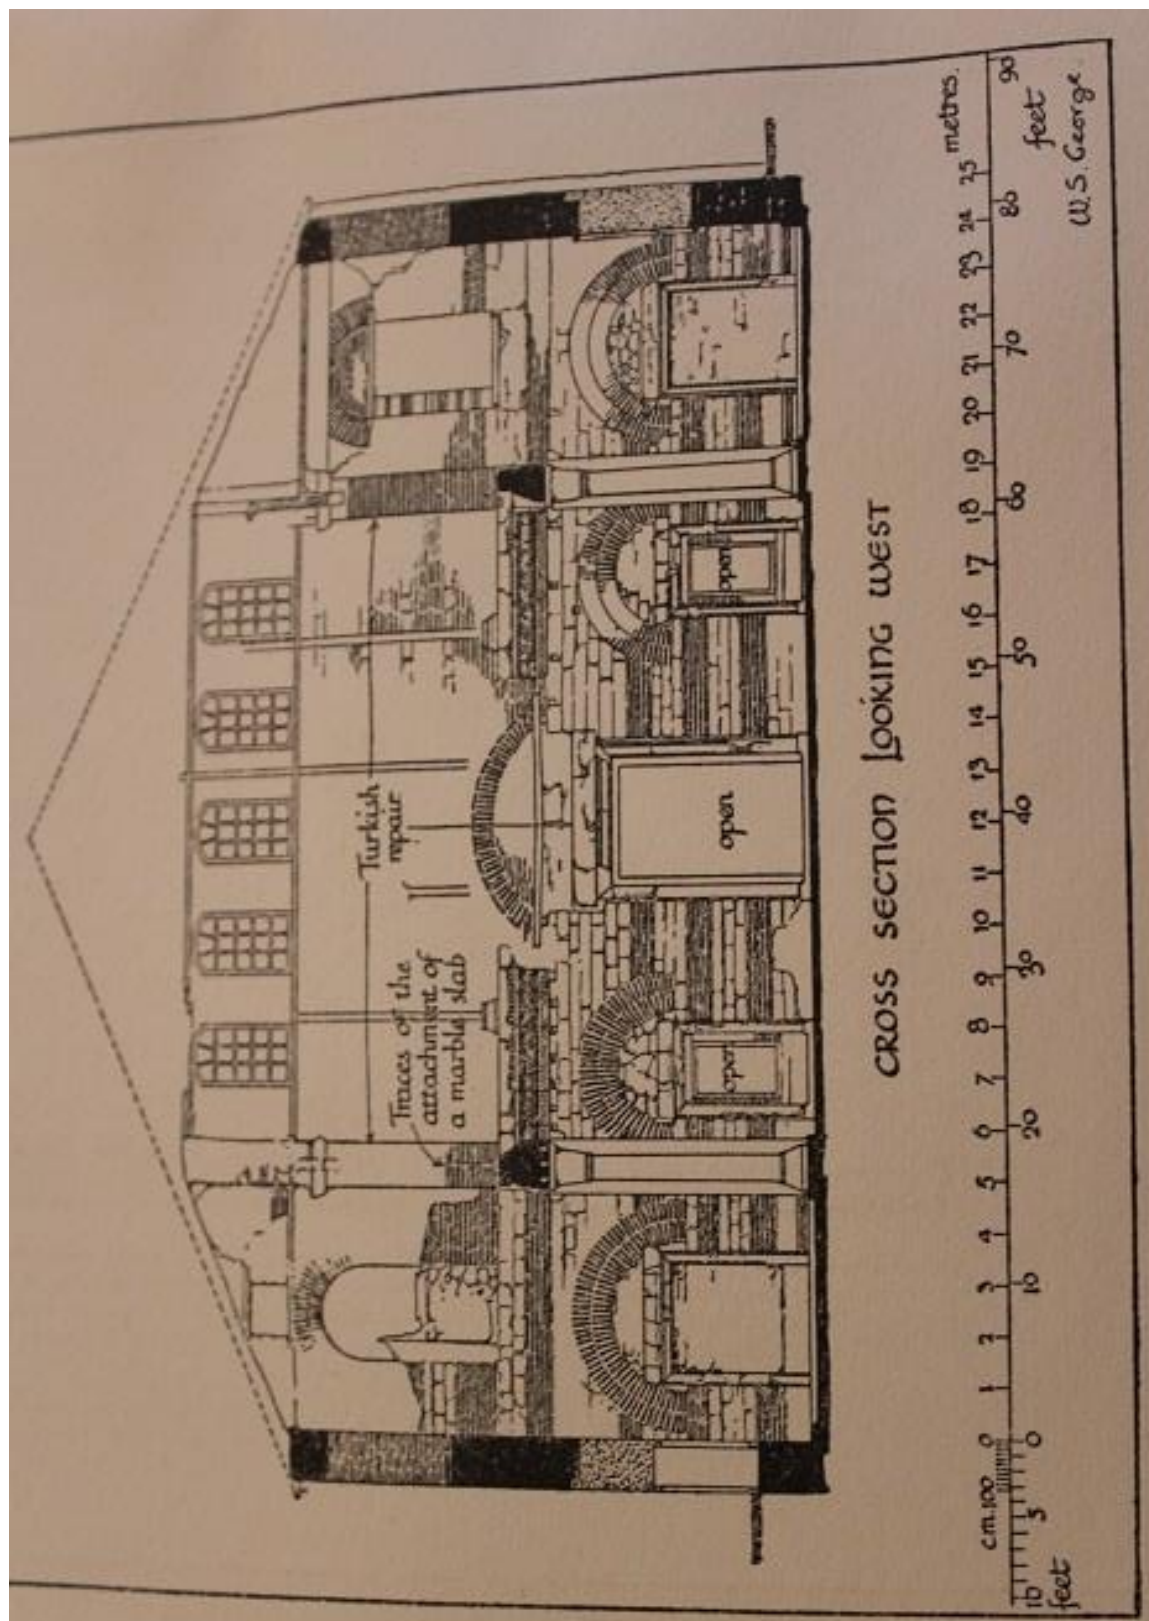 Turkish
repair
Traces of the
attachment of
a marble slab
open
open
open
CROSS SECTION LOOKING WEST
cm.100 0 1 2 3 4 5 6 7 8 9 10 11 12 13 14 15 16 17 18 19 20 21 22 23 24 25 metres.
10 5 0 10 20 30 40 50 60 70 80 90
feet feet
W.S. George.